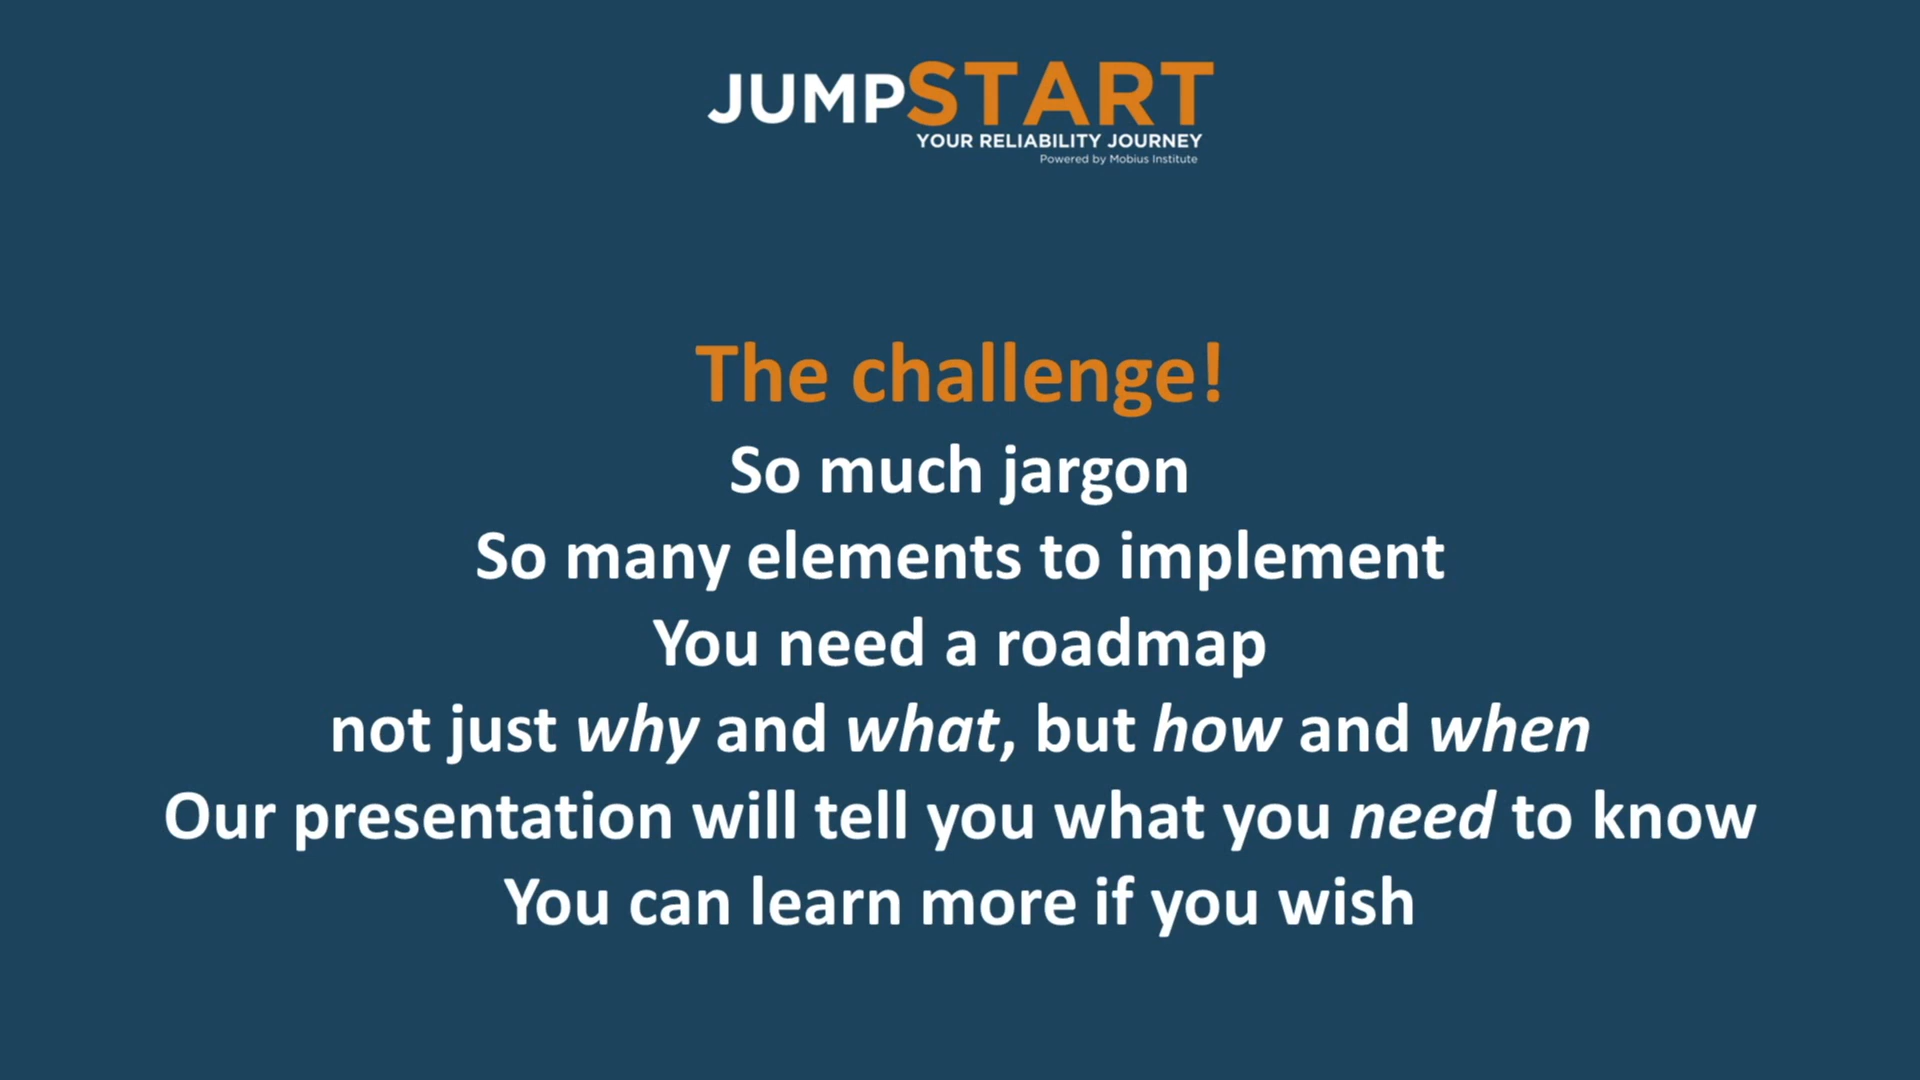 JUMPSTART
YOUR RELIABILITY JOURNEY
Powered by Mobius Institute
The challenge!
So much jargon
So many elements to implement
You need a roadmap
not just why and what, but how and when
Our presentation will tell you what you need to know
You can learn more if you wish